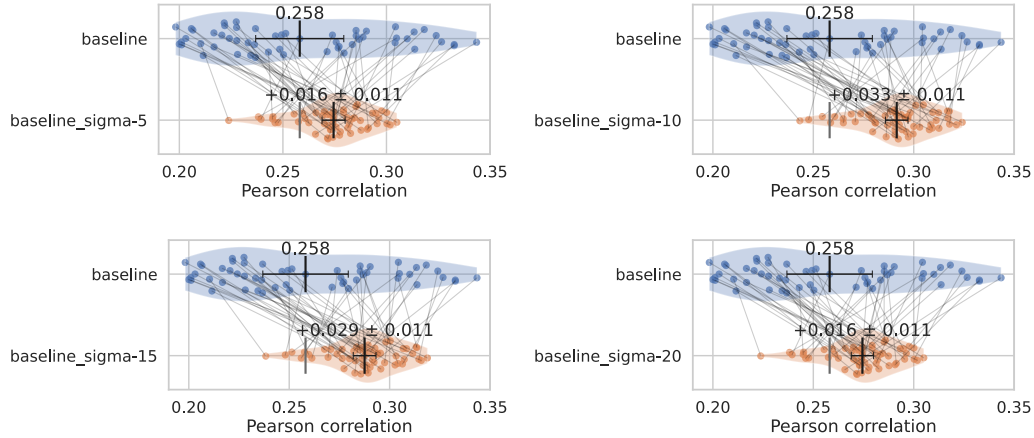 0.258
baseline
+0.016 ± 0.011
baseline_sigma-5
0.20 0.25 0.30 0.35
Pearson correlation
0.258
baseline
+0.033 ± 0.011
baseline_sigma-10
0.20 0.25 0.30 0.35
Pearson correlation
0.258
baseline
+0.029 ± 0.011
baseline_sigma-15
0.20 0.25 0.30 0.35
Pearson correlation
0.258
baseline
+0.016 ± 0.011
baseline_sigma-20
0.20 0.25 0.30 0.35
Pearson correlation